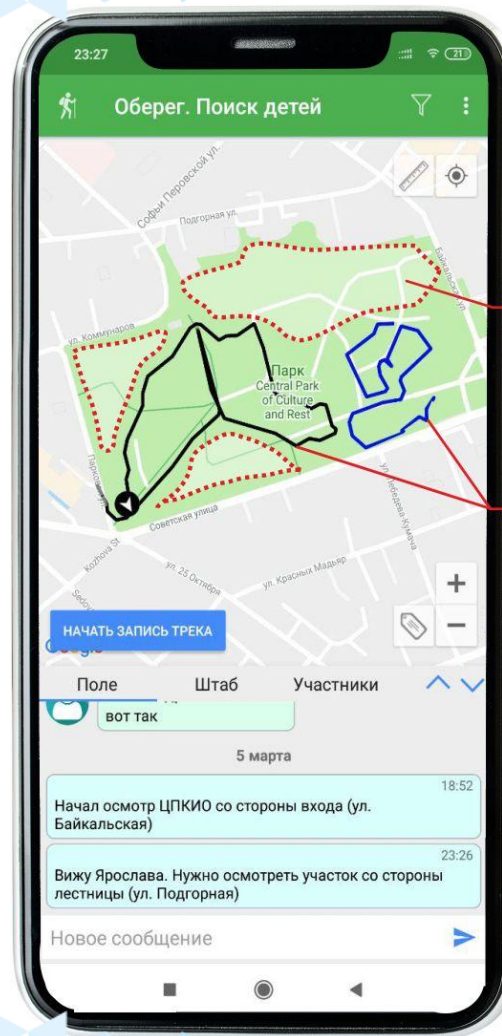 23:27
21
Оберег. Поиск детей
Софьи Перовской ул.
Подгорная ул.
Байкальская ул.
ул. Коммунаров
Парк
Central Park
of Culture
and Rest
Парковая ул.
Советская улица
ул. Лебедева-Кумача
Kozhova St
ул. 25 Октября
ул. Красных Мадьяр
НАЧАТЬ ЗАПИСЬ ТРЕКА
Поле Штаб Участники
вот так
5 марта
18:52
Начал осмотр ЦПКИО со стороны входа (ул.
Байкальская)
23:26
Вижу Ярослава. Нужно осмотреть участок со стороны
лестницы (ул. Подгорная)
Новое сообщение